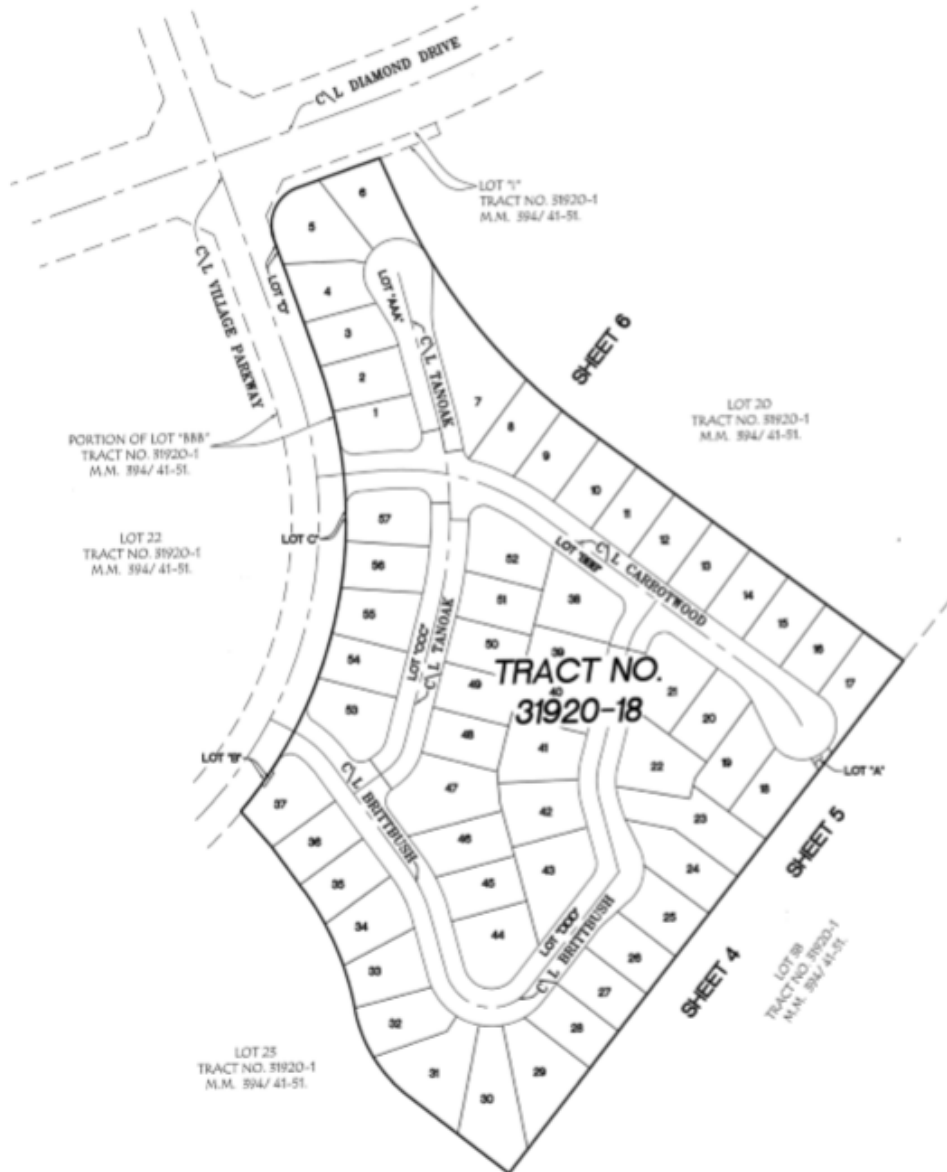 C\L DIAMOND DRIVE
LOT "I"
TRACT NO. 31920-1
M.M. 394/ 41-51.
6
5
LOT "D"
4
LOT "AAA"
3
C\L VILLAGE PARKWAY
C\L TANOAK
2
1
SHEET 6
7
8
LOT 20
TRACT NO. 31920-1
M.M. 394/ 41-51.
PORTION OF LOT "BBB"
TRACT NO. 31920-1
M.M. 394/ 41-51.
9
10
11
12
13
14
15
16
17
LOT 22
TRACT NO. 31920-1
M.M. 394/ 41-51.
LOT C"
57
56
55
54
53
52
51
50
49
48
47
46
45
44
LOT "BBB"
C\L CARROTWOOD
38
39
40
41
42
43
LOT "CCC"
C\L TANOAK
TRACT NO.
31920-18
21
20
19
18
22
23
24
25
26
27
28
29
30
31
32
33
34
35
36
37
LOT "B"
LOT "A"
C\L BRITTBUSH
LOT "DDD"
C\L BRITTBUSH
SHEET 5
SHEET 4
LOT 38
TRACT NO. 31920-1
M.M. 394/ 41-51.
LOT 23
TRACT NO. 31920-1
M.M. 394/ 41-51.